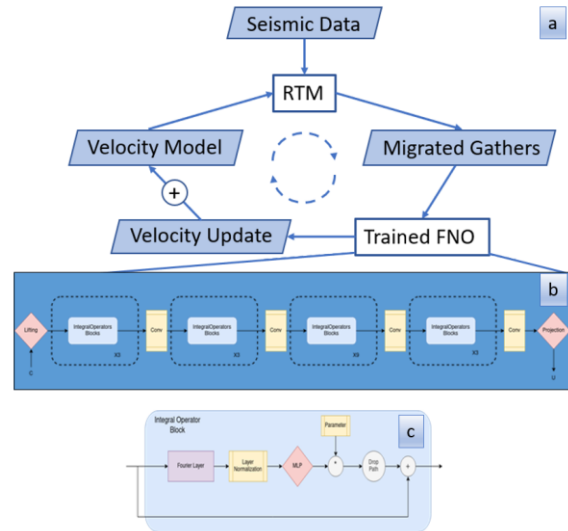 Seismic Data
a
RTM
Velocity Model
Migrated Gathers
+
Velocity Update
Trained FNO
b
Lifting
IntegralOperators
Blocks
Conv
IntegralOperators
Blocks
Conv
IntegralOperators
Blocks
Conv
IntegralOperators
Blocks
Conv
Projection
X3
X3
X9
X3
C
U
Integral Operator
Block
c
Parameter
Fourier Layer
Layer
Normalization
MLP
*
Drop
Path
+